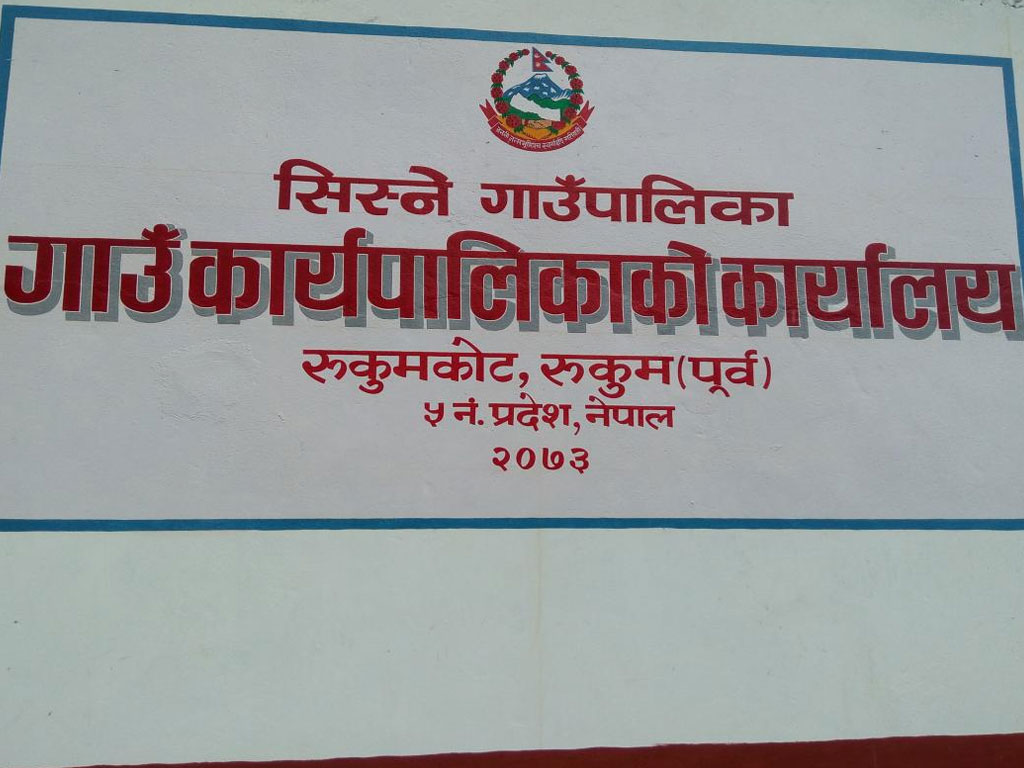 सिस्ने गाउँपालिका
गाउँ कार्यपालिकाको कार्यालय
रुकुमकोट, रुकुम (पूर्व)
५ नं. प्रदेश, नेपाल
२०७३